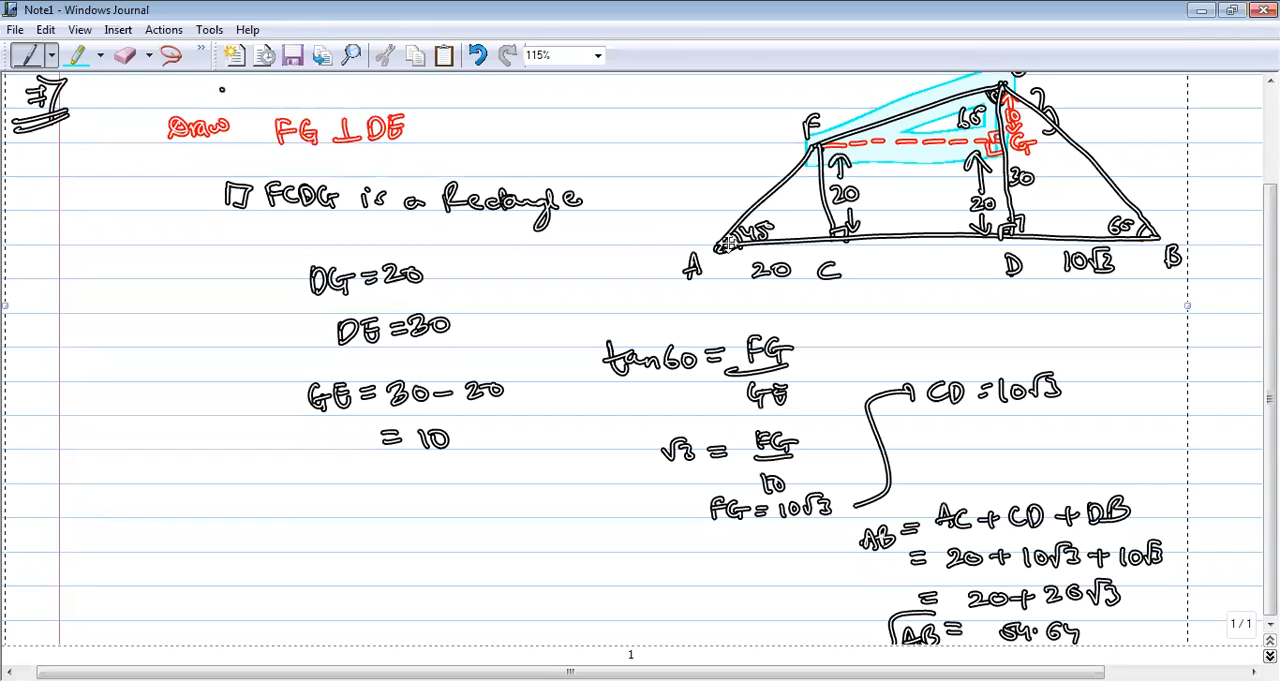 Note1 - Windows Journal
File Edit View Insert Actions Tools Help
115%
#7
Draw FG ⊥ DE
□ FCDG is a Rectangle
DG = 20
DE = 30
GE = 30 - 20
= 10
F
60
10
G
20
20
30
45
60
A
20
C
D
10√3
B
tan60 = FG
GE
√3 = FG
10
FG = 10√3
CD = 10√3
AB = AC + CD + DB
= 20 + 10√3 + 10√3
= 20 + 20√3
AB = 54.64
1 / 1
1